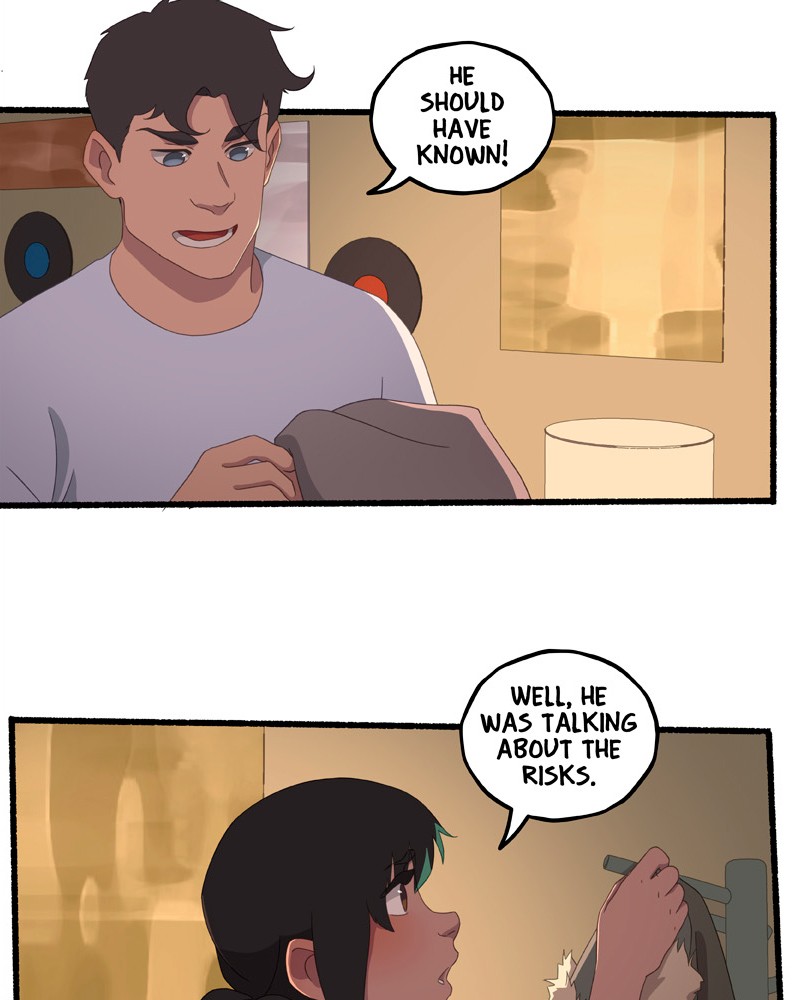 HE
SHOULD
HAVE
KNOWN!
WELL, HE
WAS TALKING
ABOUT THE
RISKS.